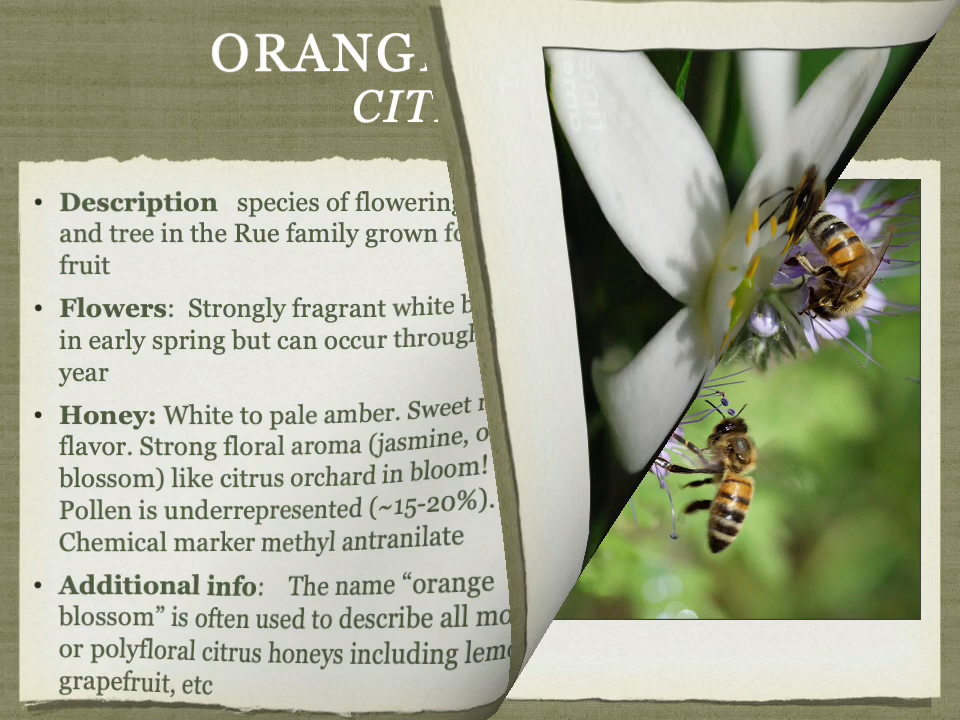 ORANG
CIT
• Description species of flowering
and tree in the Rue family grown
fruit
• Flowers: Strongly fragrant white
in early spring but can occur through
year
• Honey: White to pale amber. Sweet
flavor. Strong floral aroma (jasmine,
blossom) like citrus orchard in bloom!
Pollen is underrepresented (~15-20%).
Chemical marker methyl antranilate
• Additional info: The name “orange
blossom” is often used to describe all
or polyfloral citrus honeys including
grapefruit, etc